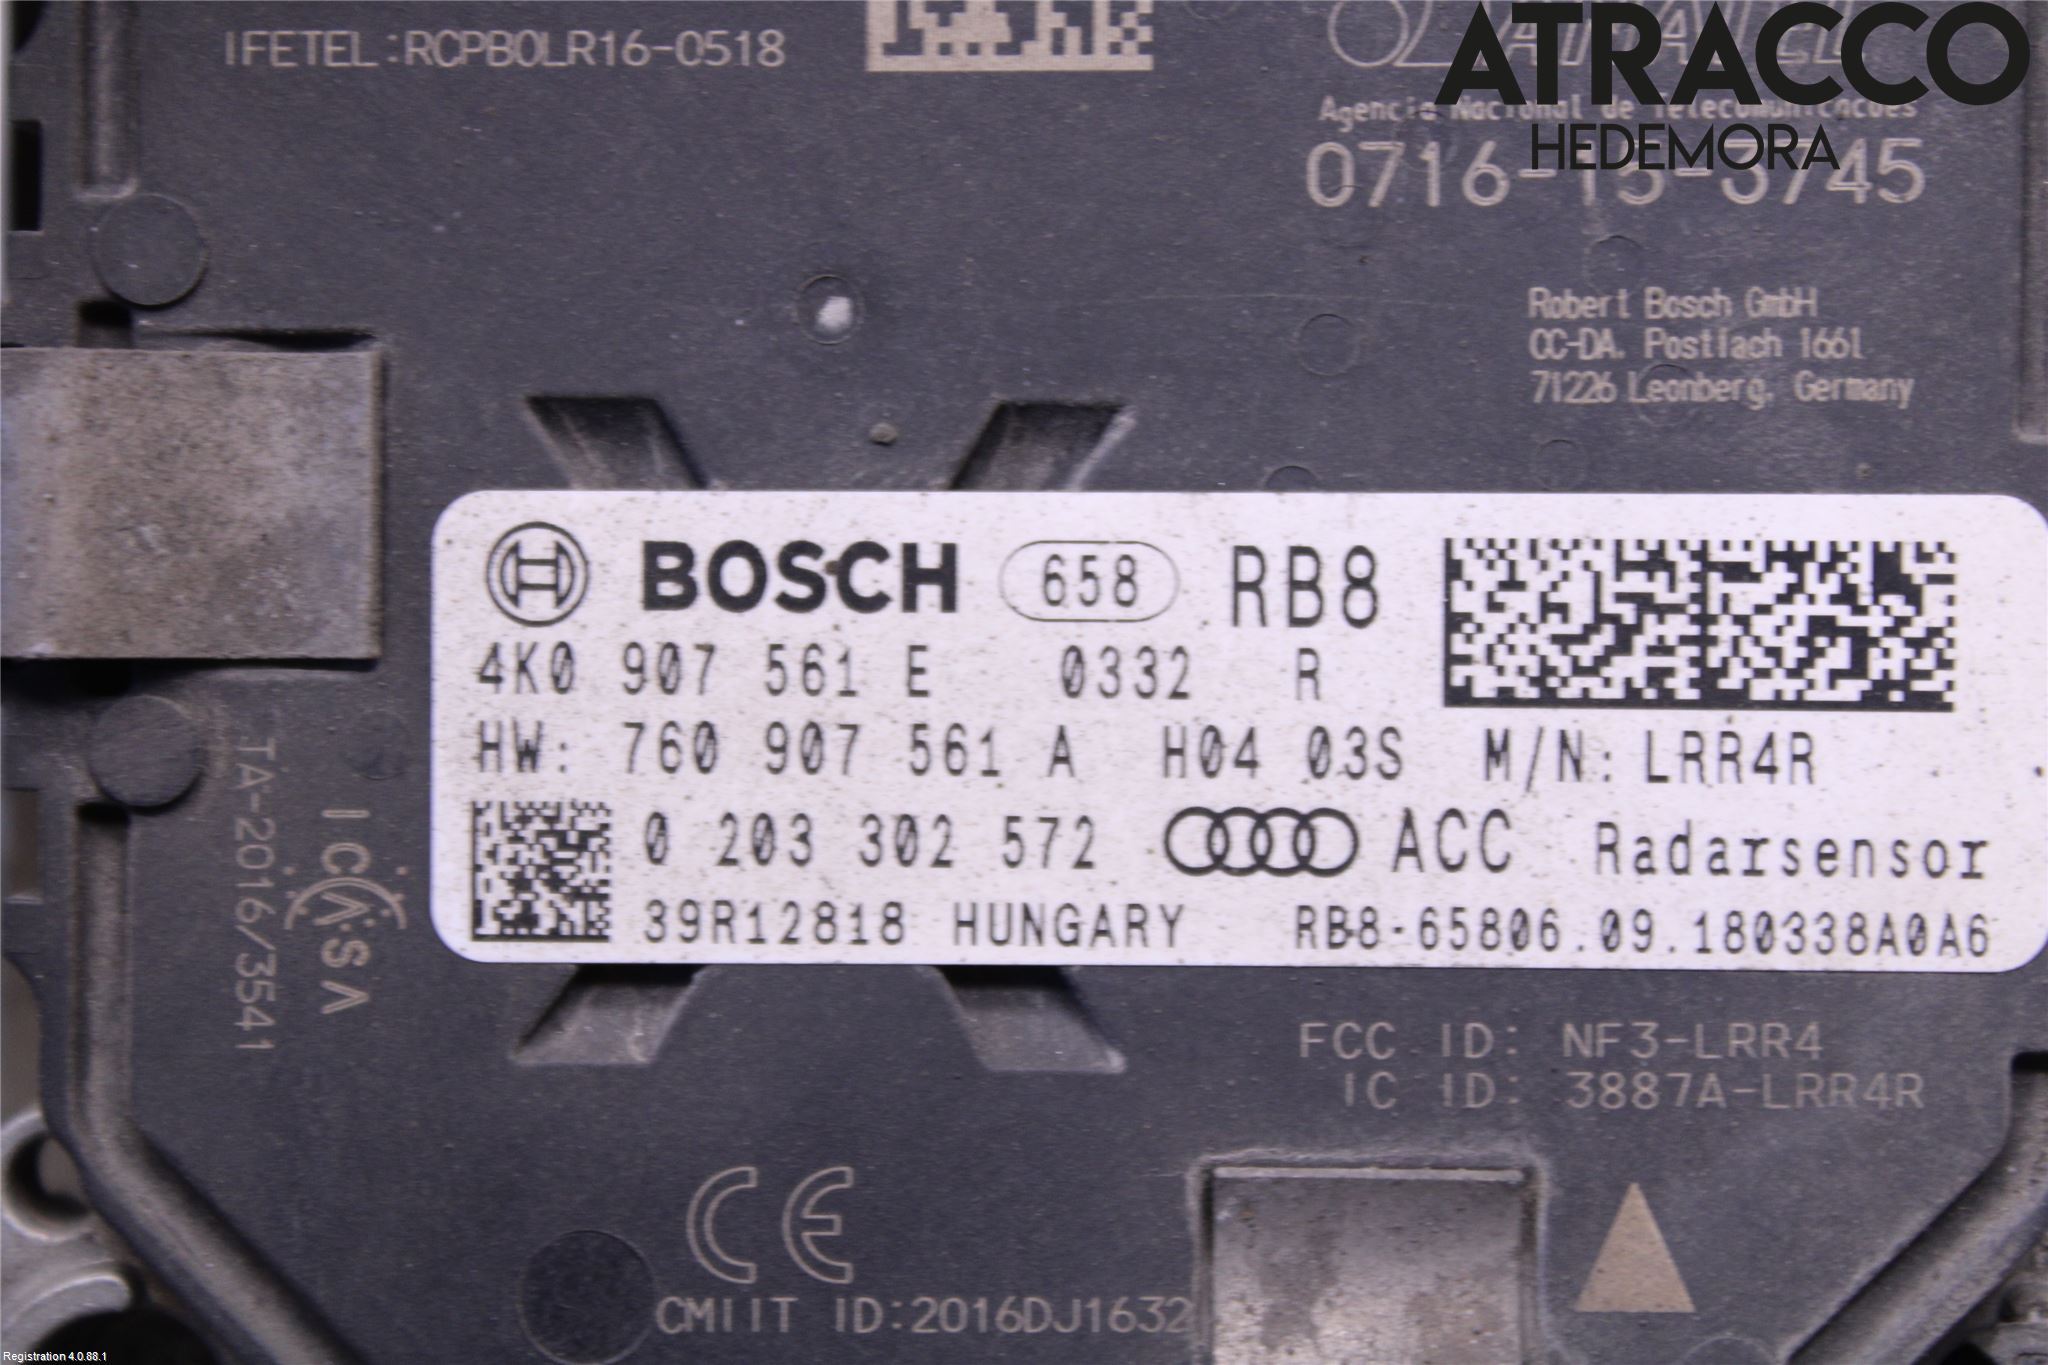 IFETEL:RCPBOLR16-0518
ATRACCO
HEDEMORA
Agencia Nacional de Telecomunicações
0716-15-3745
Robert Bosch GmbH
CC-DA, Postfach 1661
71226 Leonberg, Germany
BOSCH 658 RB8
4K0 907 561 E 0332 R
HW: 760 907 561 A H04 03S M/N: LRR4R
0 203 302 572 ACC Radarsensor
39R12818 HUNGARY RB8-65806.09.180338A0A6
TA-2016/3541
ICASA
FCC ID: NF3-LRR4
IC ID: 3887A-LRR4R
CE
CMIIT ID:2016DJ1632
Registration 4.0.88.1